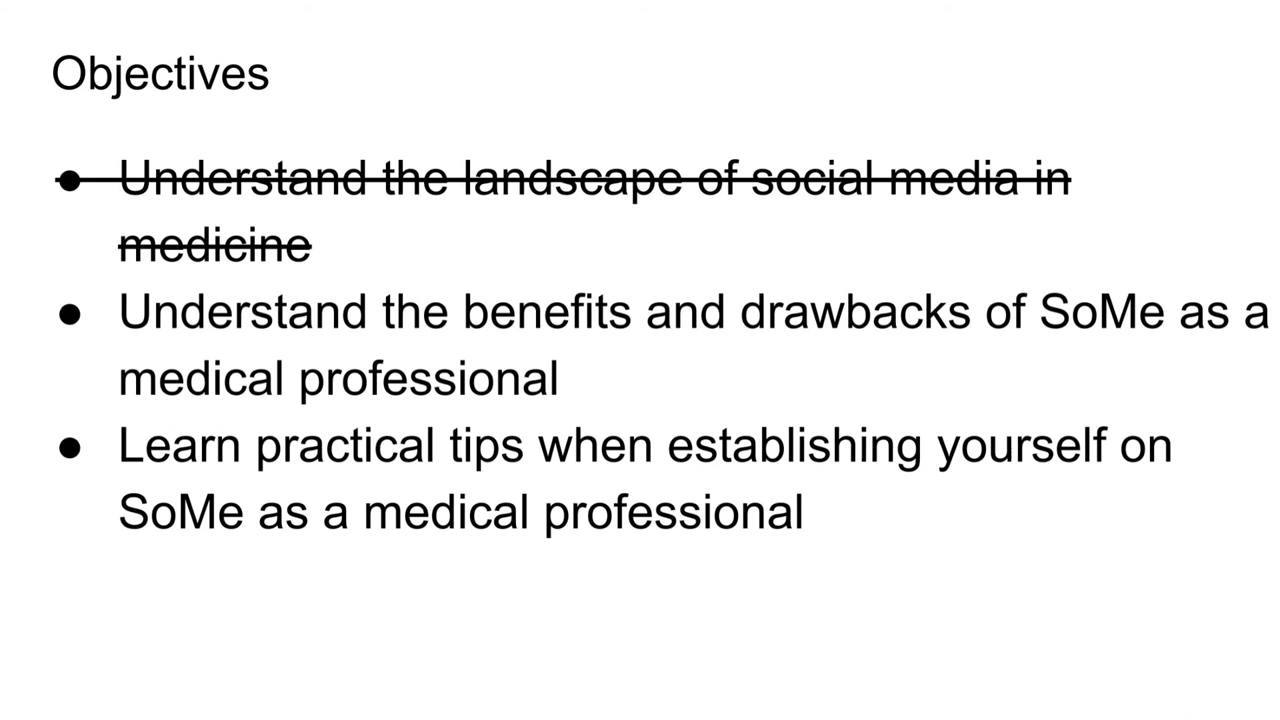 Objectives
● Understand the landscape of social media in
medicine
● Understand the benefits and drawbacks of SoMe as a
medical professional
● Learn practical tips when establishing yourself on
SoMe as a medical professional